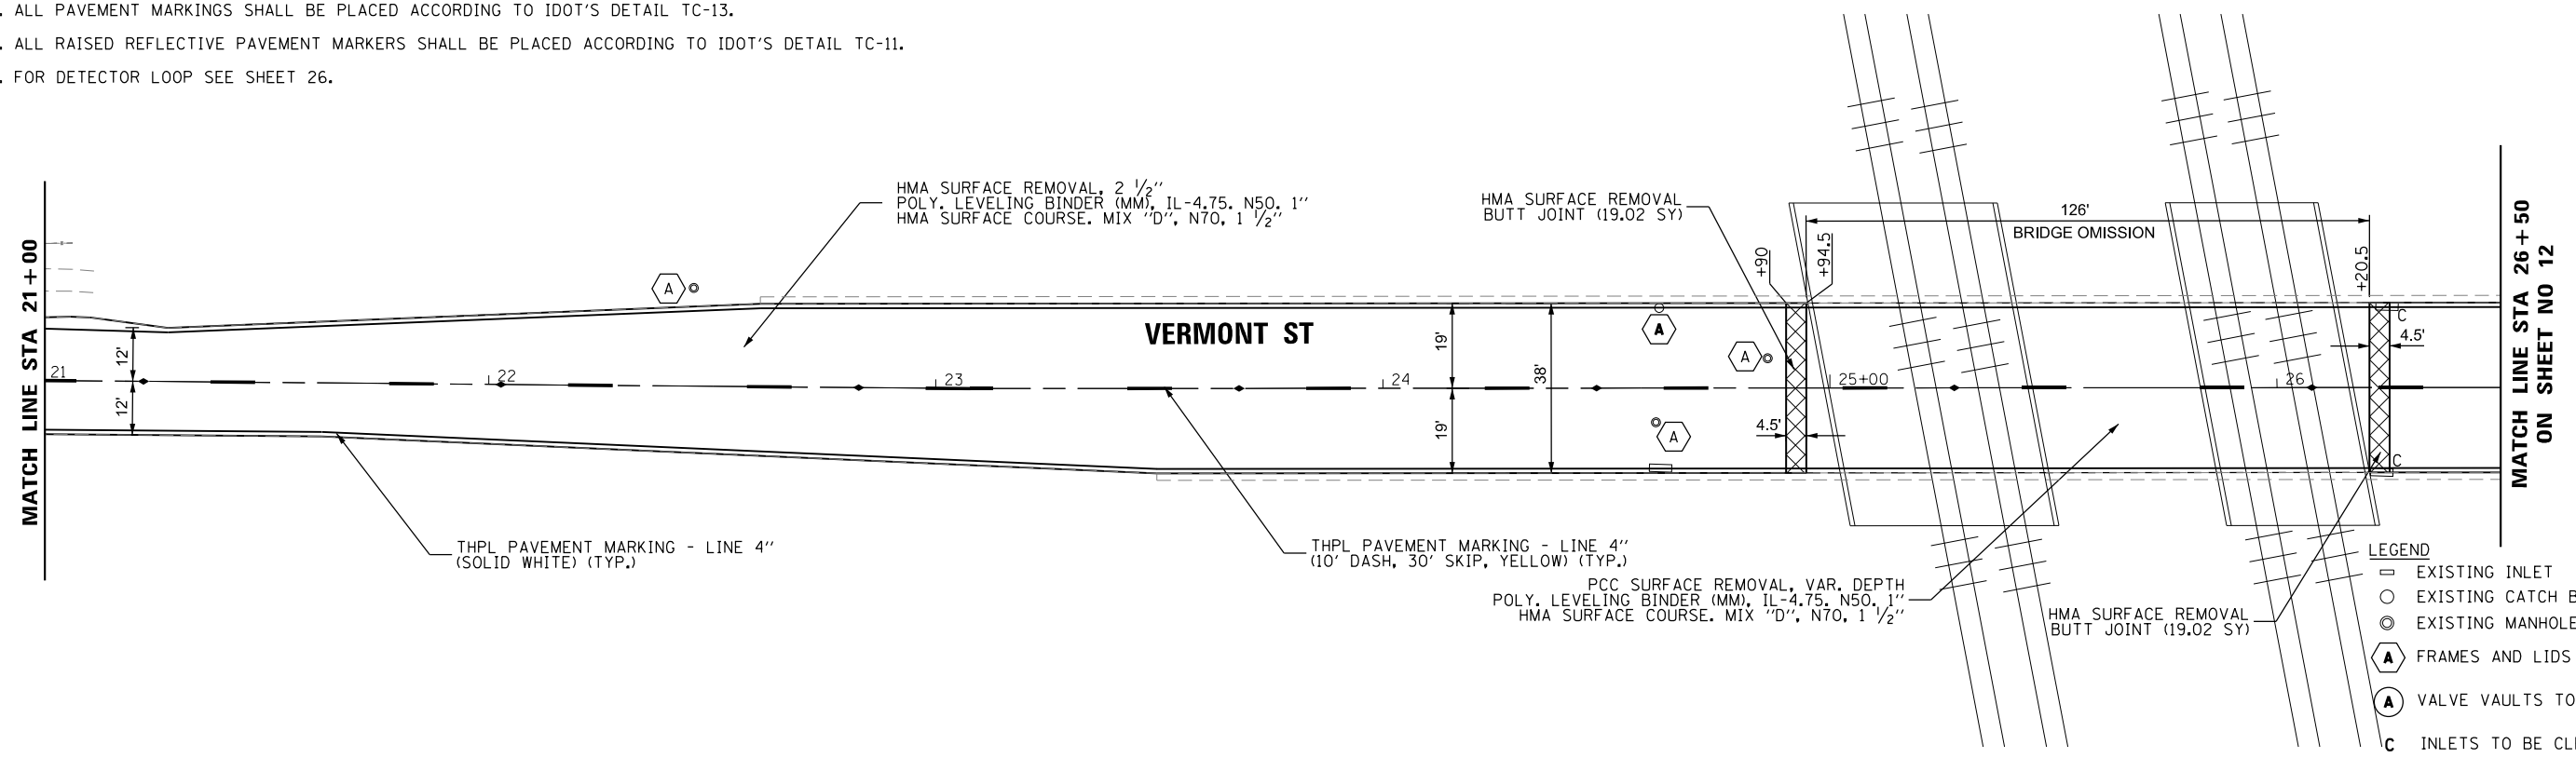 . ALL PAVEMENT MARKINGS SHALL BE PLACED ACCORDING TO IDOT'S DETAIL TC-13.
. ALL RAISED REFLECTIVE PAVEMENT MARKERS SHALL BE PLACED ACCORDING TO IDOT'S DETAIL TC-11.
. FOR DETECTOR LOOP SEE SHEET 26.
MATCH LINE STA 21+00
HMA SURFACE REMOVAL, 2 1/2"
POLY. LEVELING BINDER (MM), IL-4.75. N50. 1"
HMA SURFACE COURSE. MIX "D", N70, 1 1/2"
HMA SURFACE REMOVAL
BUTT JOINT (19.02 SY)
126'
BRIDGE OMISSION
+90
+94.5
+20.5
MATCH LINE STA 26+50
ON SHEET NO 12
A
VERMONT ST
A
A
A
C
4.5'
12'
12'
19'
19'
38'
21
22
23
24
25+00
26
4.5'
C
THPL PAVEMENT MARKING - LINE 4"
(SOLID WHITE) (TYP.)
THPL PAVEMENT MARKING - LINE 4"
(10' DASH, 30' SKIP, YELLOW) (TYP.)
PCC SURFACE REMOVAL, VAR. DEPTH
POLY. LEVELING BINDER (MM), IL-4.75. N50. 1"
HMA SURFACE COURSE. MIX "D", N70, 1 1/2"
HMA SURFACE REMOVAL
BUTT JOINT (19.02 SY)
LEGEND
EXISTING INLET
EXISTING CATCH B
EXISTING MANHOLE
A FRAMES AND LIDS
A VALVE VAULTS TO
C INLETS TO BE CLE